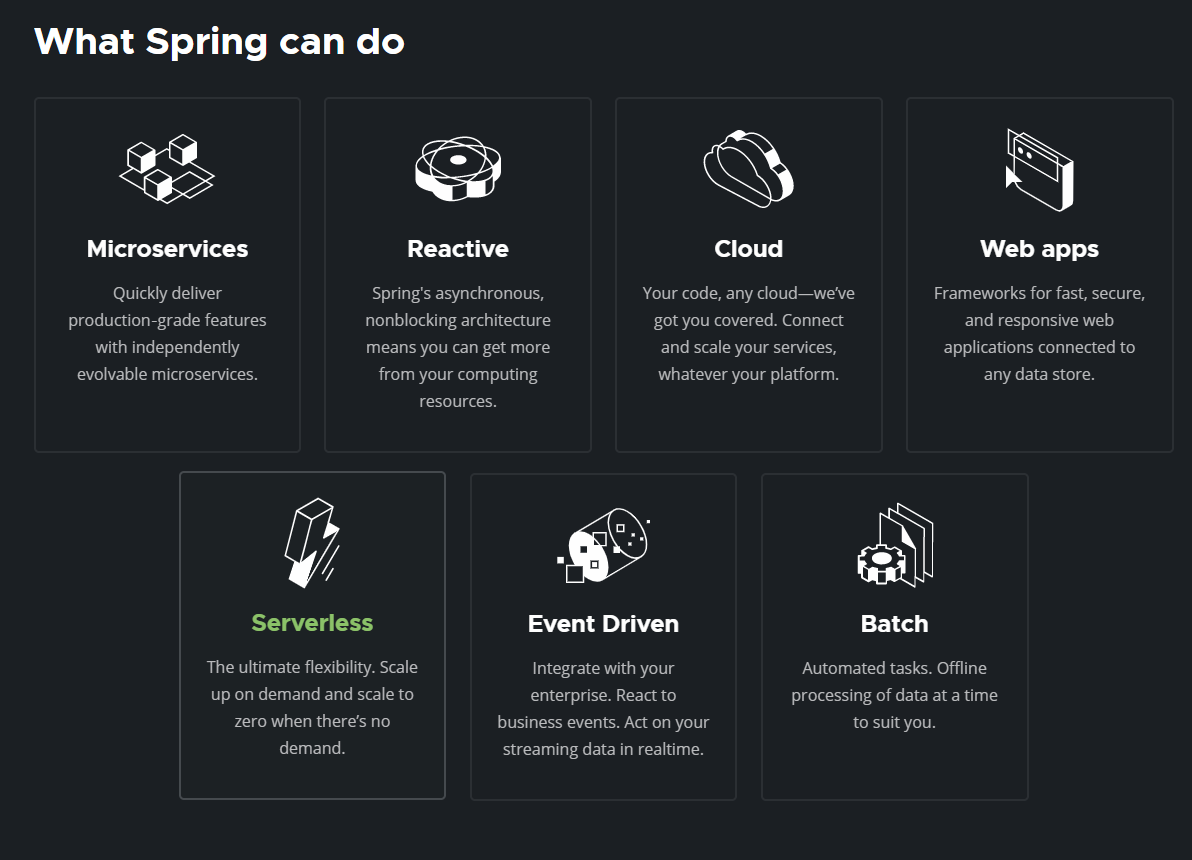 What Spring can do
Microservices
Quickly deliver
production-grade features
with independently
evolvable microservices.
Reactive
Spring's asynchronous,
nonblocking architecture
means you can get more
from your computing
resources.
Cloud
Your code, any cloud—we’ve
got you covered. Connect
and scale your services,
whatever your platform.
Web apps
Frameworks for fast, secure,
and responsive web
applications connected to
any data store.
Serverless
The ultimate flexibility. Scale
up on demand and scale to
zero when there’s no
demand.
Event Driven
Integrate with your
enterprise. React to
business events. Act on your
streaming data in realtime.
Batch
Automated tasks. Offline
processing of data at a time
to suit you.